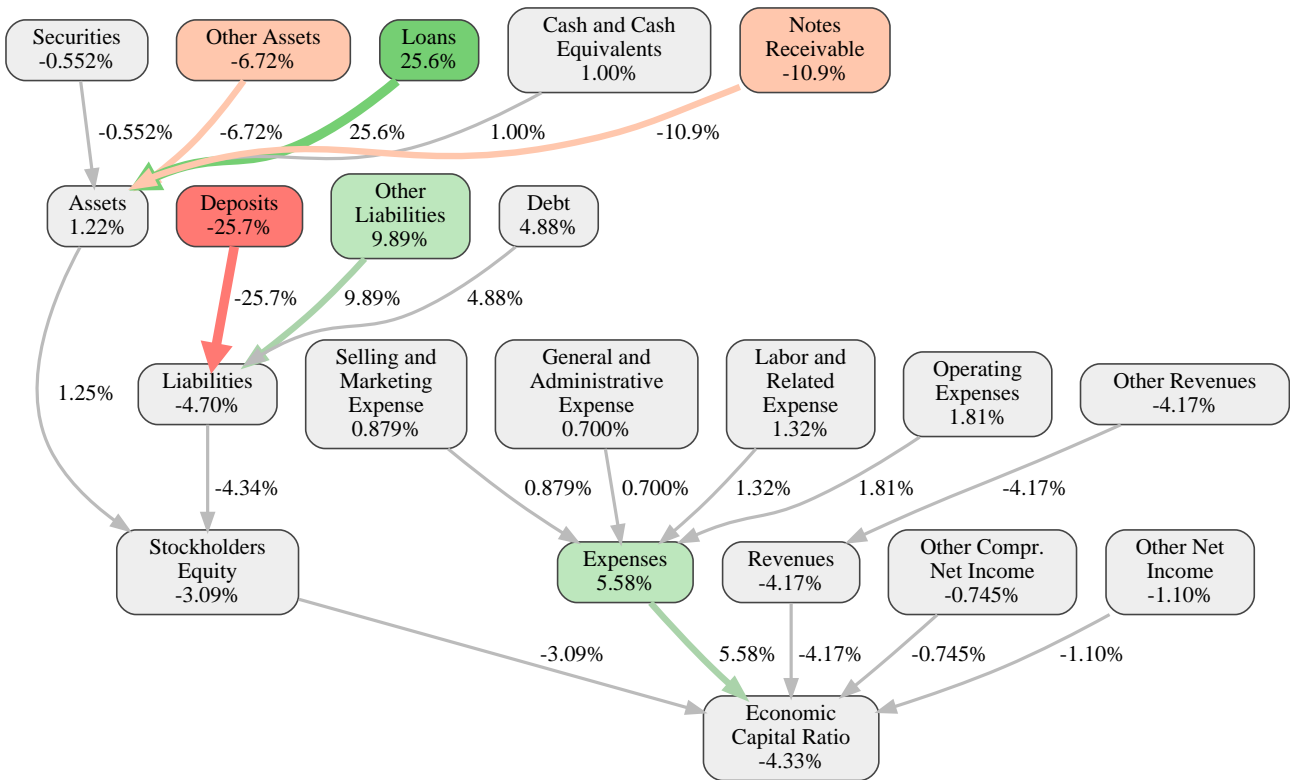 Securities
-0.552%
Other Assets
-6.72%
Loans
25.6%
Cash and Cash
Equivalents
1.00%
Notes
Receivable
-10.9%
-0.552%
-6.72%
25.6%
1.00%
-10.9%
Assets
1.22%
Deposits
-25.7%
Other
Liabilities
9.89%
Debt
4.88%
-25.7%
9.89%
4.88%
1.25%
Liabilities
-4.70%
Selling and
Marketing
Expense
0.879%
General and
Administrative
Expense
0.700%
Labor and
Related
Expense
1.32%
Operating
Expenses
1.81%
Other Revenues
-4.17%
-4.34%
0.879%
0.700%
1.32%
1.81%
-4.17%
Stockholders
Equity
-3.09%
Expenses
5.58%
Revenues
-4.17%
Other Compr.
Net Income
-0.745%
Other Net
Income
-1.10%
-3.09%
5.58%
-4.17%
-0.745%
-1.10%
Economic
Capital Ratio
-4.33%